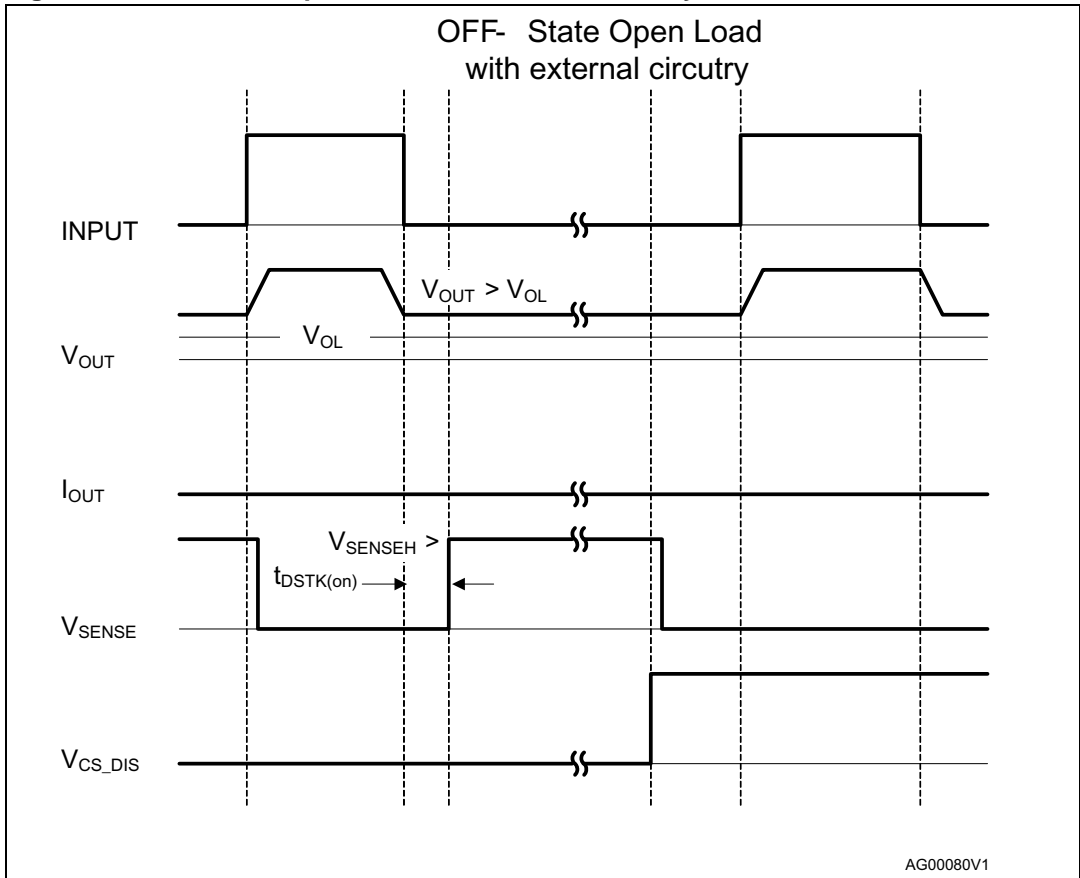 OFF- State Open Load
with external circutry
INPUT
V_OUT > V_OL
V_OL
V_OUT
I_OUT
V_SENSEH >
t_DSTK(on)
V_SENSE
V_CS_DIS
AG00080V1